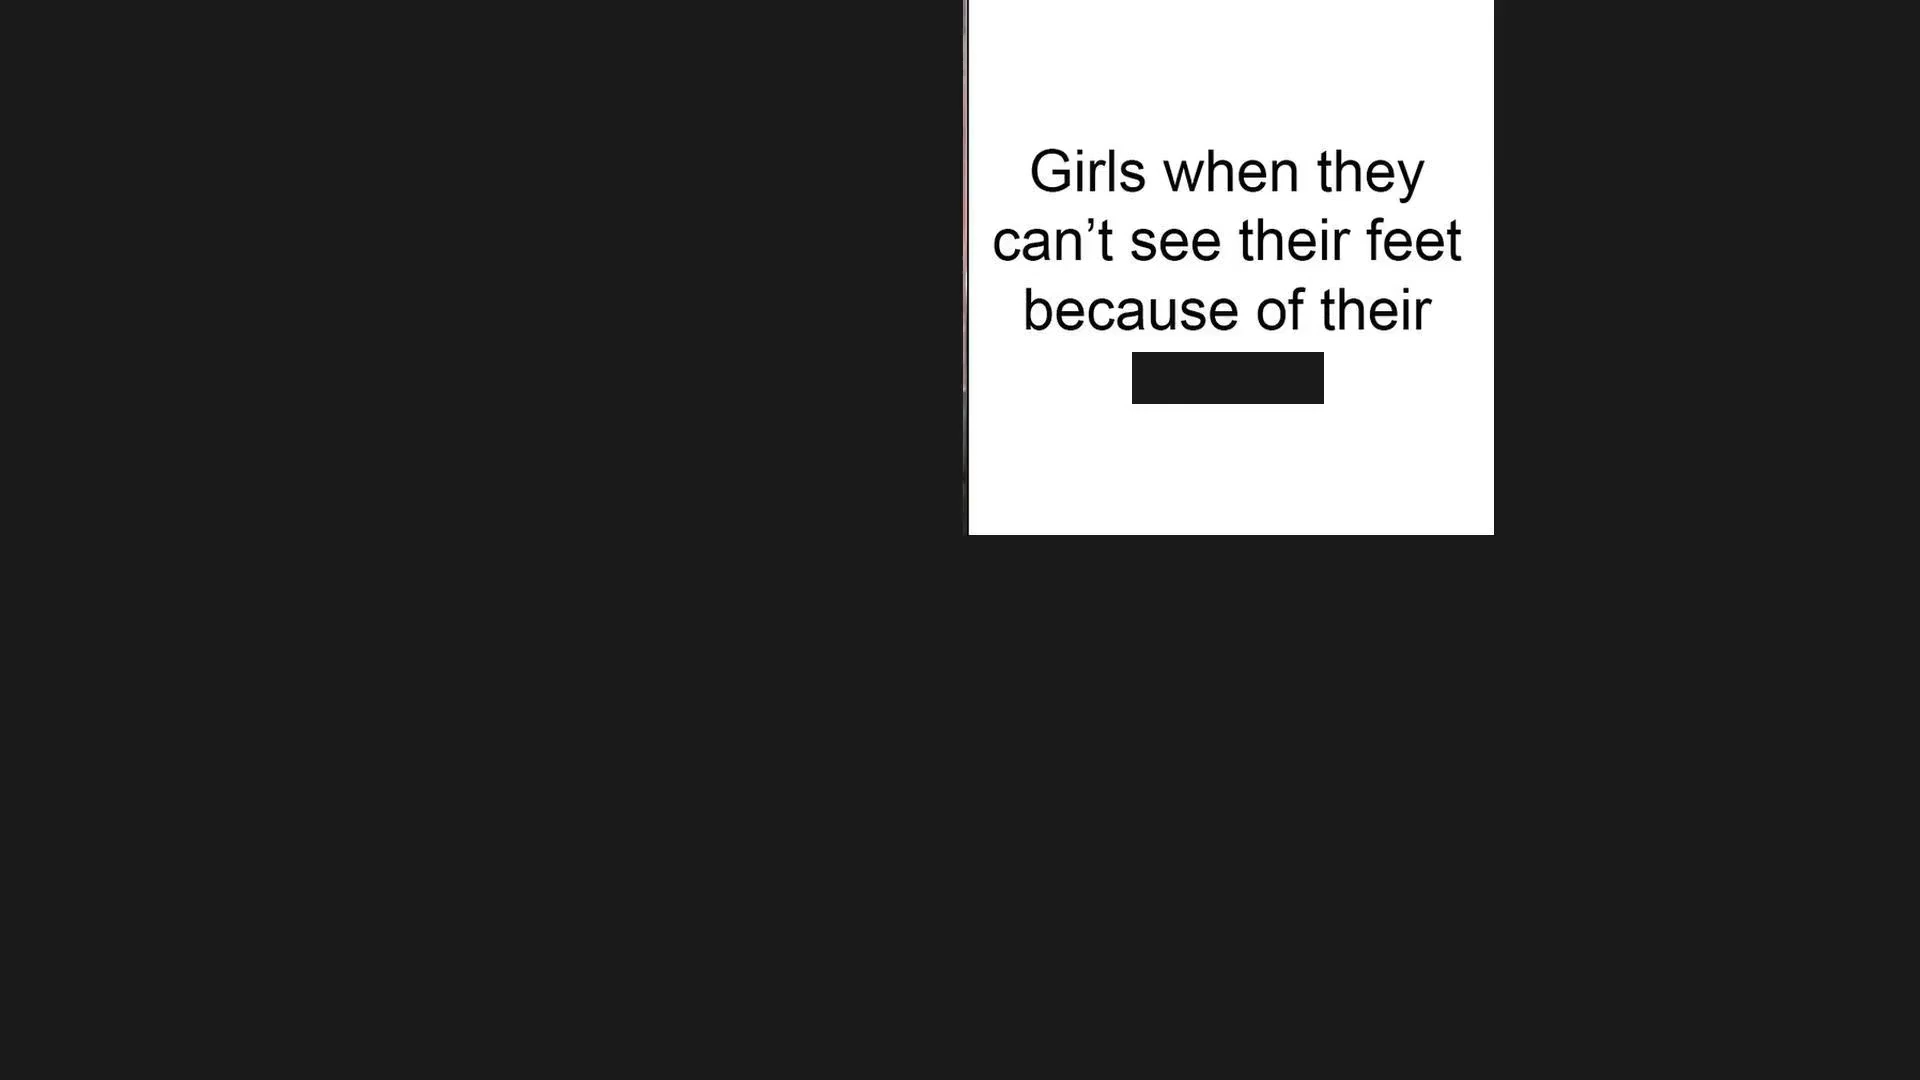 Girls when they
can’t see their feet
because of their